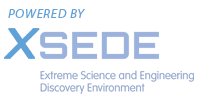 POWERED BY
XSEDE
Extreme Science and Engineering
Discovery Environment